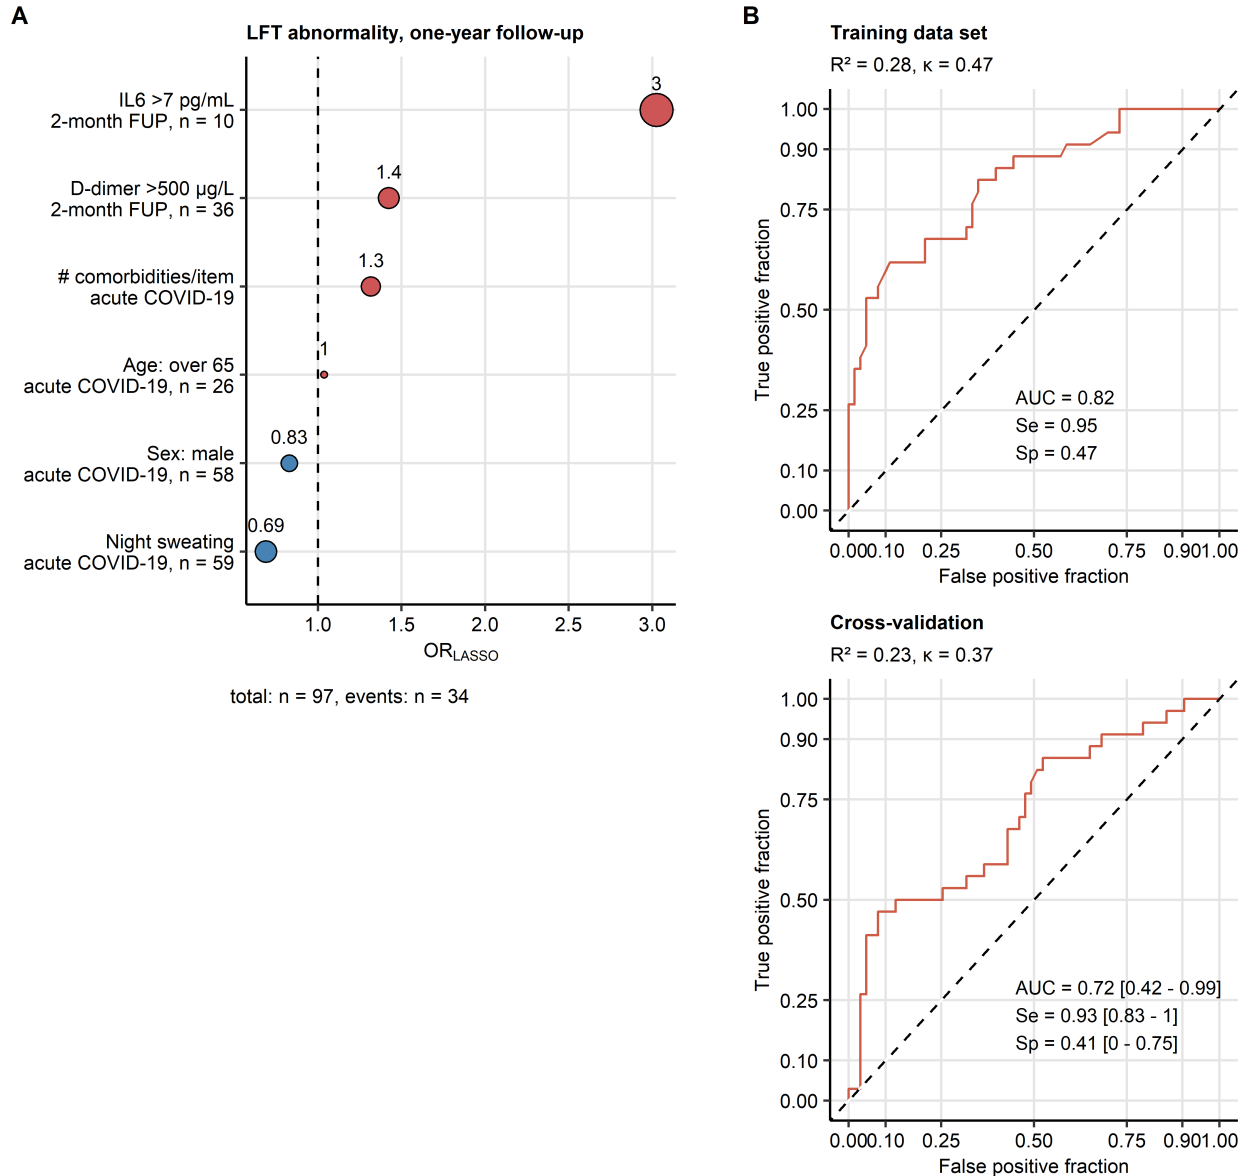 A
LFT abnormality, one-year follow-up
IL6 >7 pg/mL
2-month FUP, n = 10
3
D-dimer >500 µg/L
2-month FUP, n = 36
1.4
# comorbidities/item
acute COVID-19
1.3
Age: over 65
acute COVID-19, n = 26
1
Sex: male
acute COVID-19, n = 58
0.83
Night sweating
acute COVID-19, n = 59
0.69
1.0 1.5 2.0 2.5 3.0
ORLASSO
total: n = 97, events: n = 34
B
Training data set
R² = 0.28, κ = 0.47
True positive fraction
1.00
0.90
0.75
0.50
0.25
0.10
0.00
AUC = 0.82
Se = 0.95
Sp = 0.47
0.00 0.10 0.25 0.50 0.75 0.90 1.00
False positive fraction
Cross-validation
R² = 0.23, κ = 0.37
True positive fraction
1.00
0.90
0.75
0.50
0.25
0.10
0.00
AUC = 0.72 [0.42 - 0.99]
Se = 0.93 [0.83 - 1]
Sp = 0.41 [0 - 0.75]
0.00 0.10 0.25 0.50 0.75 0.90 1.00
False positive fraction